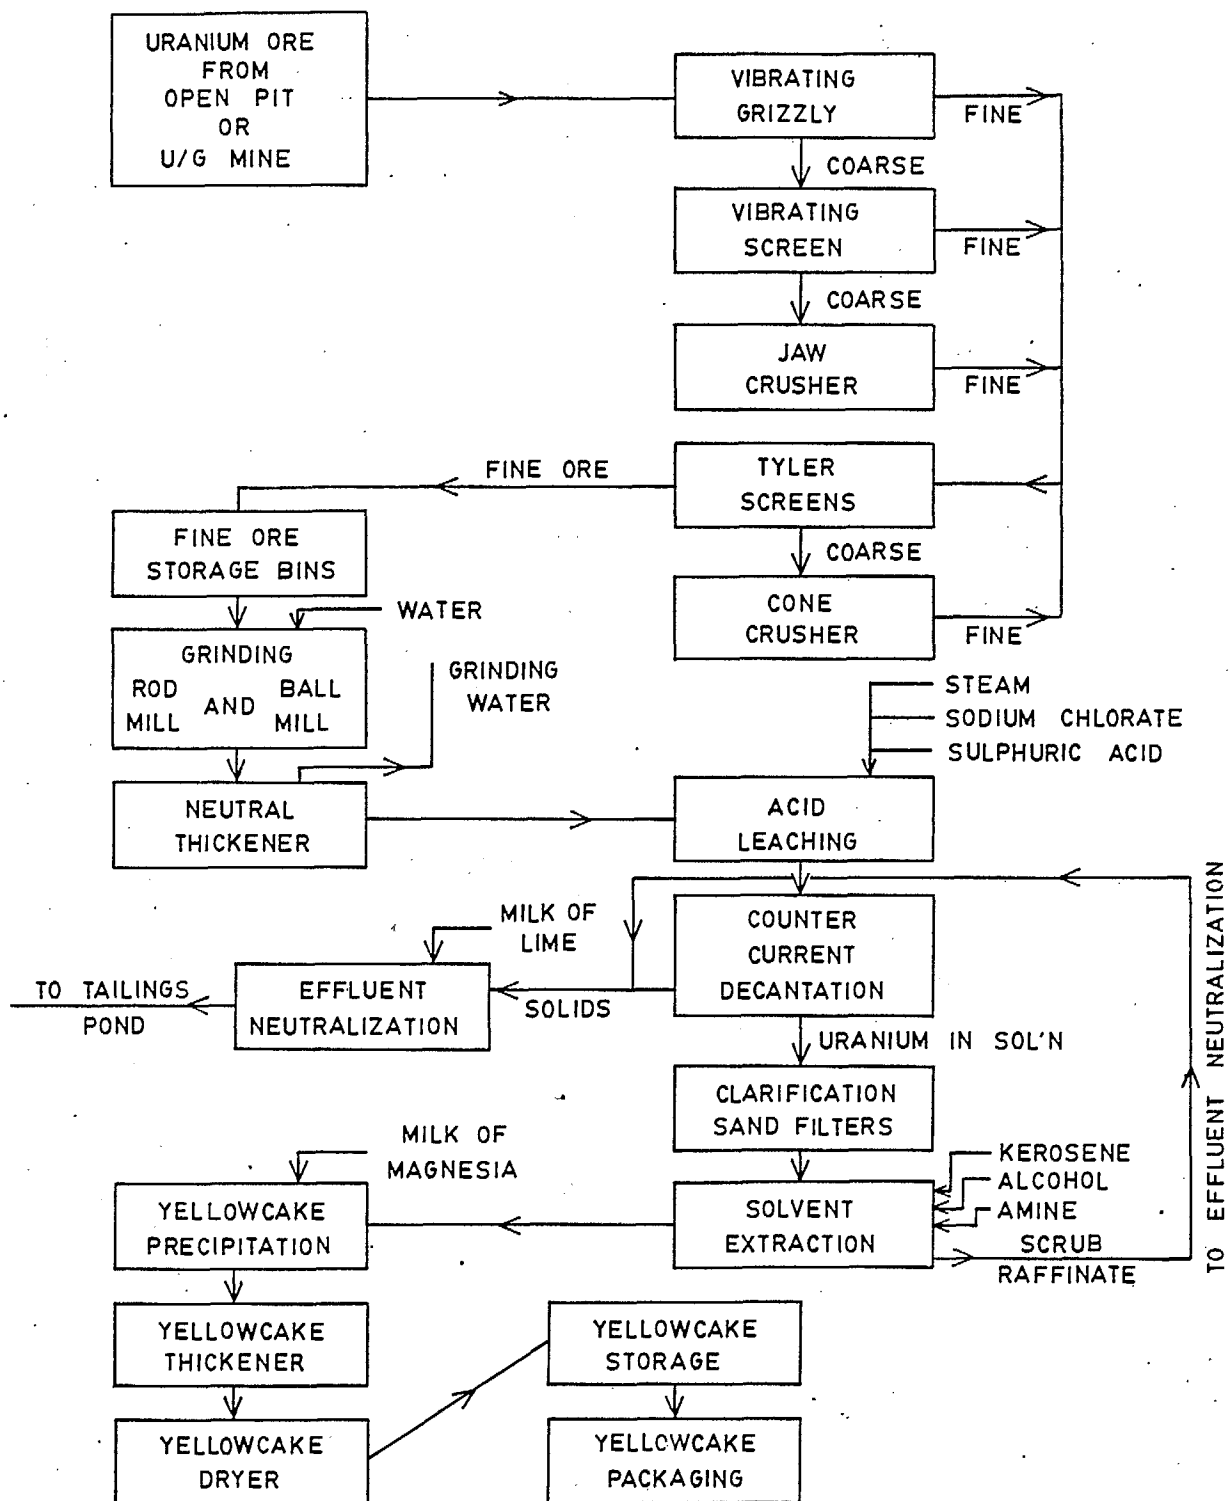 URANIUM ORE
FROM
OPEN PIT
OR
U/G MINE
VIBRATING
GRIZZLY
FINE
COARSE
VIBRATING
SCREEN
FINE
COARSE
JAW
CRUSHER
FINE
FINE ORE
TYLER
SCREENS
COARSE
FINE ORE
STORAGE BINS
CONE
CRUSHER
FINE
WATER
GRINDING
ROD MILL AND BALL MILL
GRINDING
WATER
STEAM
SODIUM CHLORATE
SULPHURIC ACID
NEUTRAL
THICKENER
ACID
LEACHING
COUNTER
CURRENT
DECANTATION
MILK OF
LIME
SOLIDS
EFFLUENT
NEUTRALIZATION
TO TAILINGS
POND
URANIUM IN SOL'N
CLARIFICATION
SAND FILTERS
KEROSENE
ALCOHOL
AMINE
SOLVENT
EXTRACTION
SCRUB
RAFFINATE
TO EFFLUENT NEUTRALIZATION
MILK OF
MAGNESIA
YELLOWCAKE
PRECIPITATION
YELLOWCAKE
THICKENER
YELLOWCAKE
DRYER
YELLOWCAKE
STORAGE
YELLOWCAKE
PACKAGING